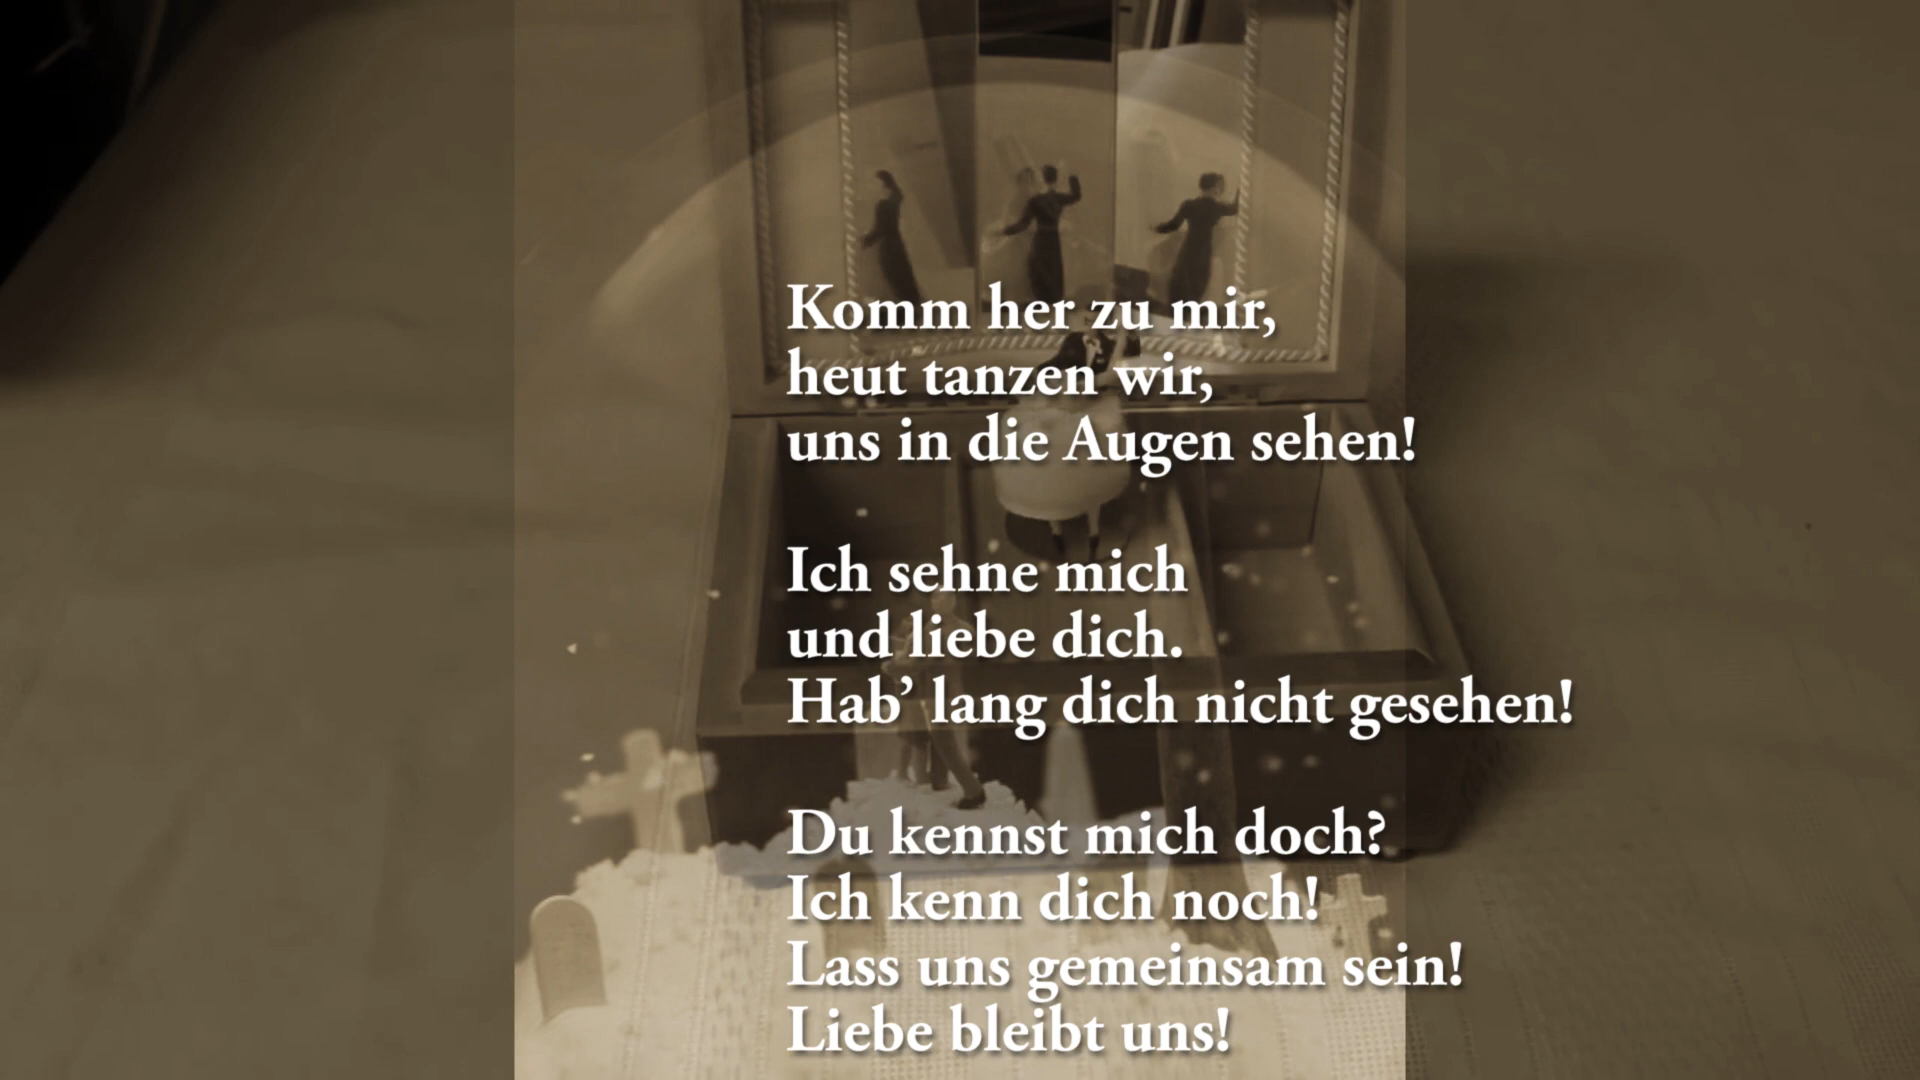 Komm her zu mir,
heut tanzen wir,
uns in die Augen sehen!
Ich sehne mich
und liebe dich.
Hab’ lang dich nicht gesehen!
Du kennst mich doch?
Ich kenn dich noch!
Lass uns gemeinsam sein!
Liebe bleibt uns!